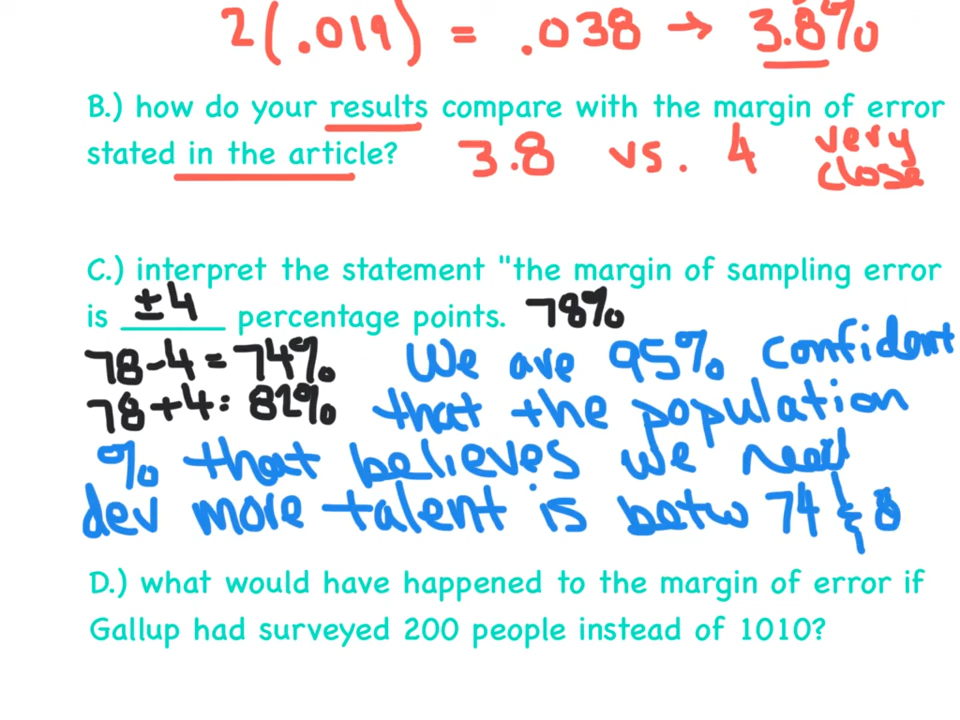 2(.019) = .038 → 3.8%
B.) how do your results compare with the margin of error
stated in the article? 3.8 vs. 4 very close
C.) interpret the statement "the margin of sampling error
is ±4 percentage points. 78%
78-4 = 74% We are 95% confident
78+4 = 82% that the population
% that believes we need
dev more talent is betw 74 & 8
D.) what would have happened to the margin of error if
Gallup had surveyed 200 people instead of 1010?